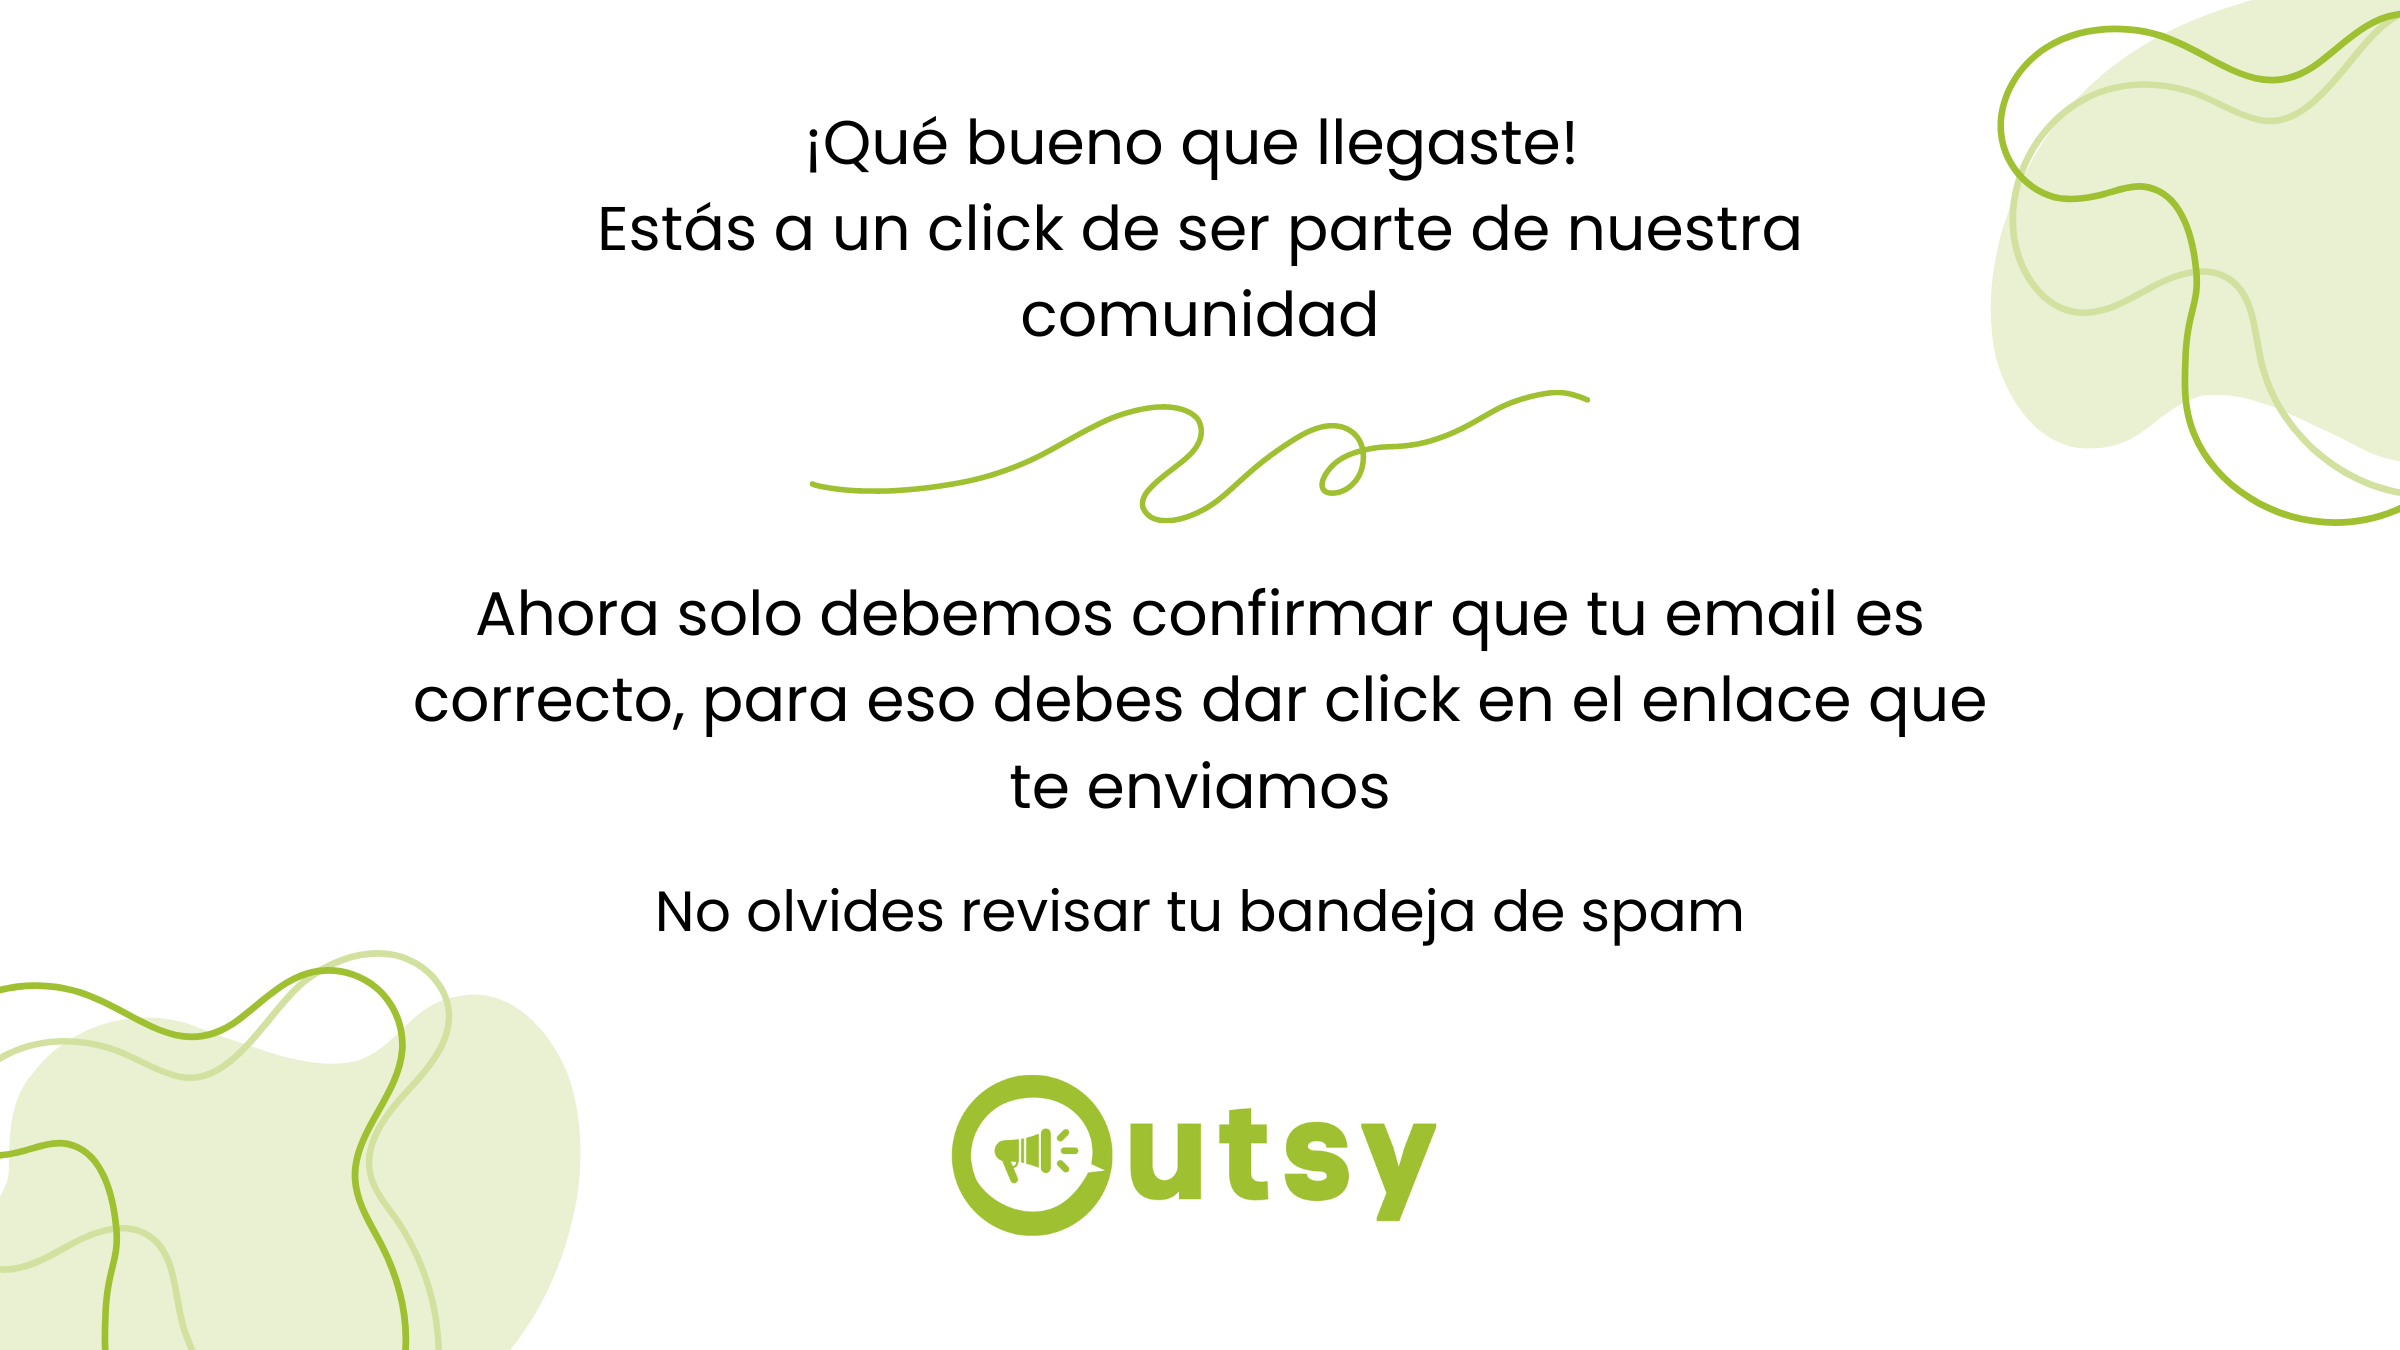 ¡Qué bueno que llegaste!
Estás a un click de ser parte de nuestra
comunidad
Ahora solo debemos confirmar que tu email es
correcto, para eso debes dar click en el enlace que
te enviamos
No olvides revisar tu bandeja de spam
Outsy